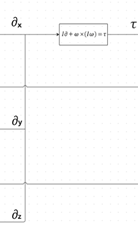 ∂x
τ
I∂ + ω × (Iω) = τ
∂y
∂z